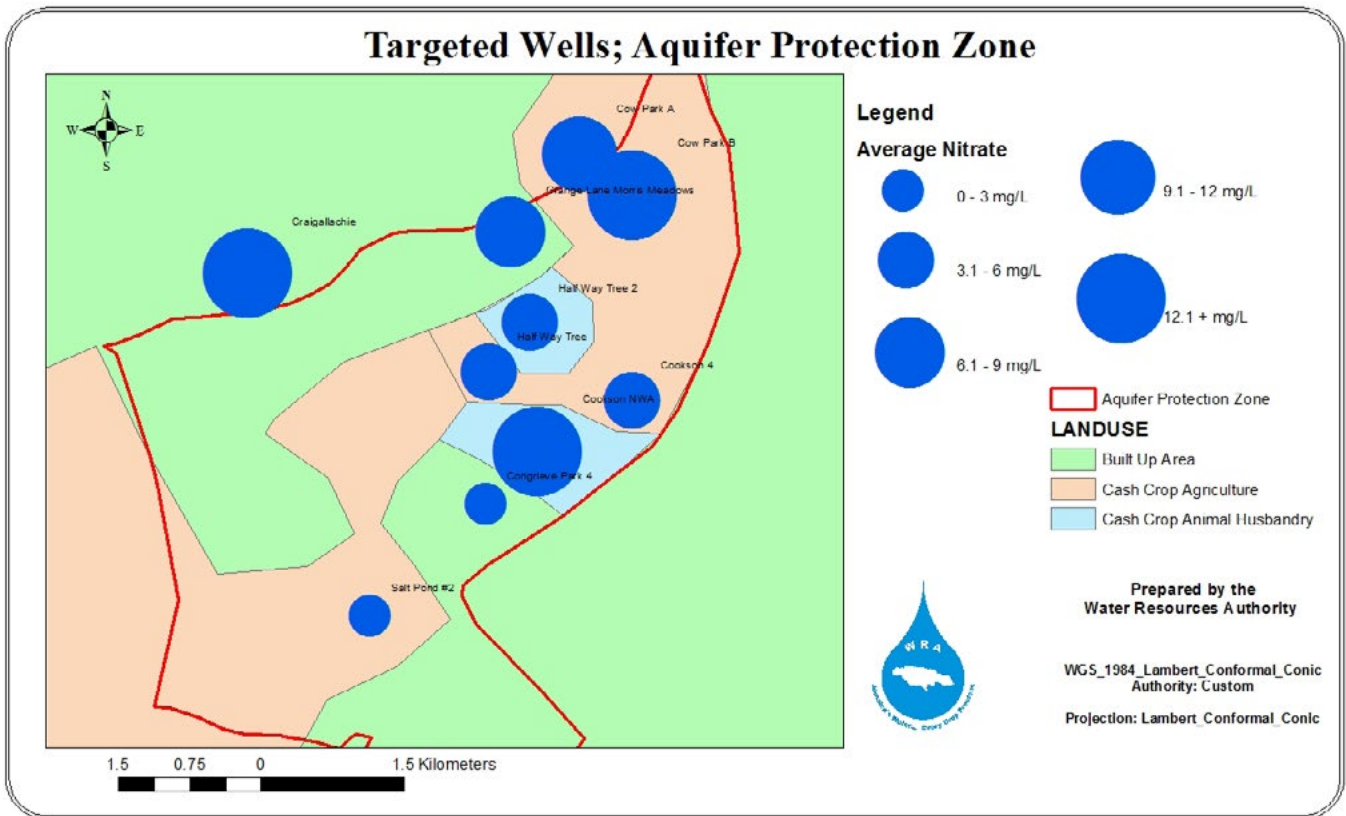 Targeted Wells; Aquifer Protection Zone
N
W E
S
Cow Park A
Cow Park B
Orange Lane Morris Meadows
Craigallachie
Half Way Tree 2
Half Way Tree
Cookson 4
Cookson NWA
Congrieve Park 4
Salt Pond #2
Legend
Average Nitrate
0 - 3 mg/L
3.1 - 6 mg/L
6.1 - 9 mg/L
9.1 - 12 mg/L
12.1 + mg/L
Aquifer Protection Zone
LANDUSE
Built Up Area
Cash Crop Agriculture
Cash Crop Animal Husbandry
WRA
Prepared by the
Water Resources Authority
WGS_1984_Lambert_Conformal_Conic
Authority: Custom
Projection: Lambert_Conformal_Conic
1.5 0.75 0 1.5 Kilometers